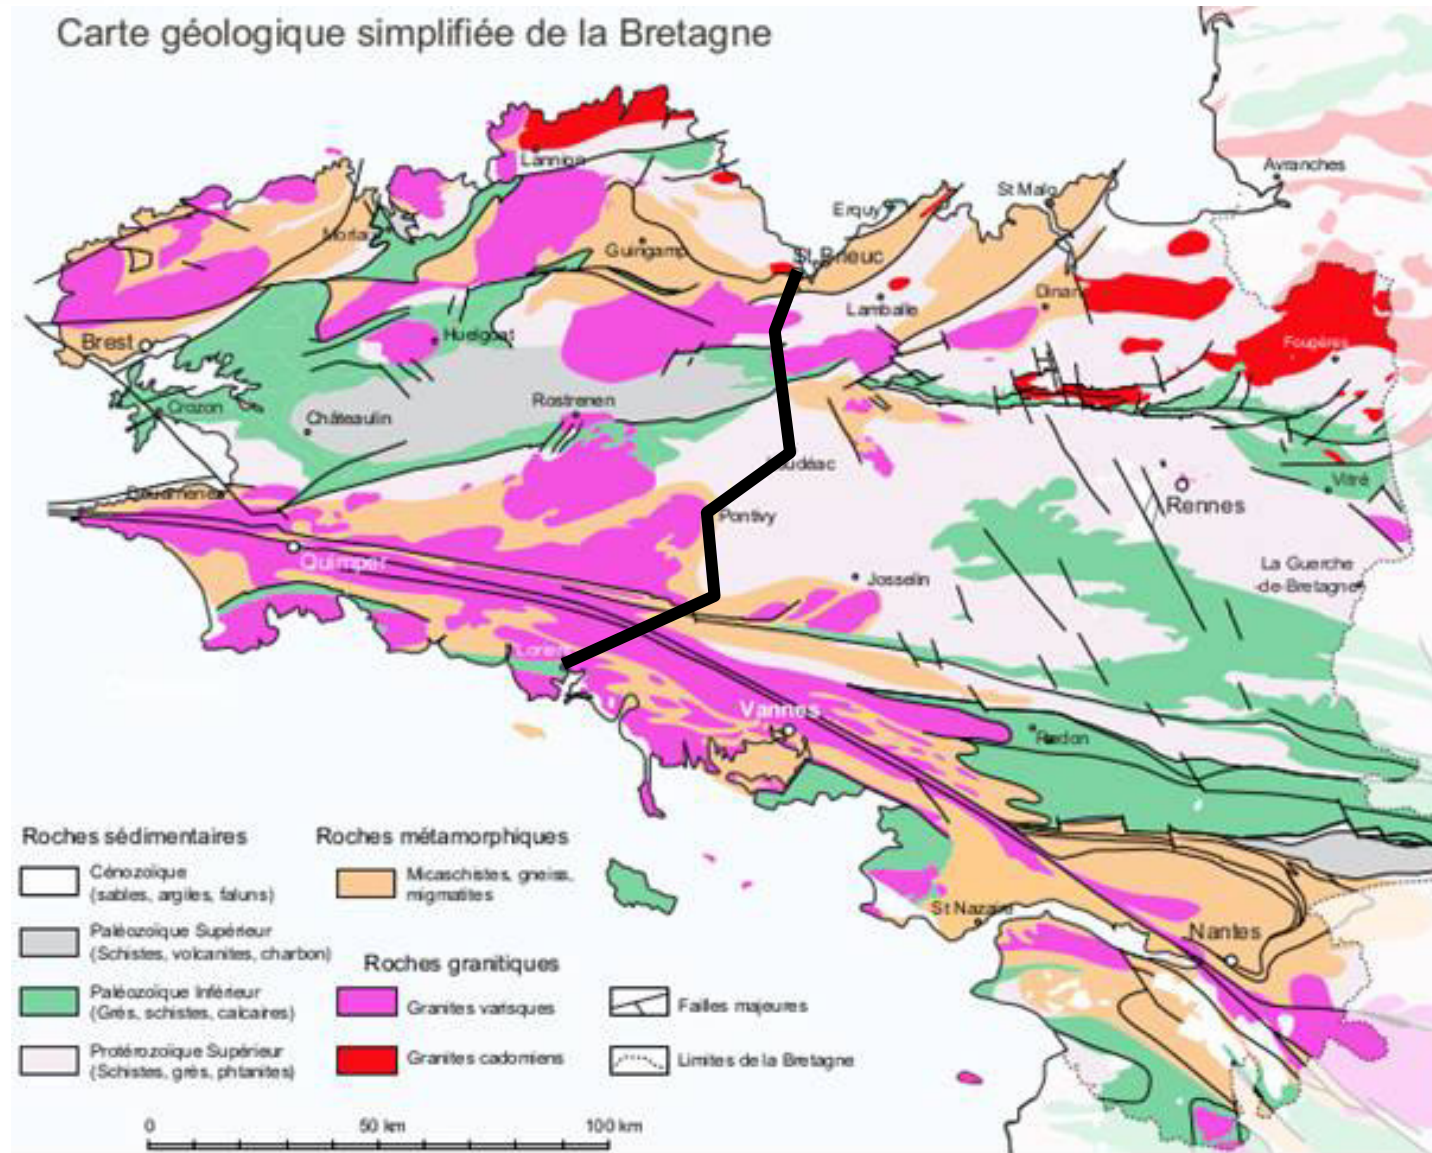 Carte géologique simplifiée de la Bretagne
Avranches
Lannion
St Malo
Erquy
Morlaix
Guingamp
St Brieuc
Dinan
Lamballe
Brest
Huelgoat
Fougères
Crozon
Rostrenen
Châteaulin
Loudéac
Vitré
Douarnenez
Rennes
Pontivy
Quimper
Josselin
La Guerche
-de-Bretagne
Lorient
Vannes
Redon
St Nazaire
Nantes
Roches sédimentaires
Cénozoïque
(sables, argiles, faluns)
Paléozoïque Supérieur
(Schistes, volcanites, charbon)
Paléozoïque Inférieur
(Grès, schistes, calcaires)
Protérozoïque Supérieur
(Schistes, grès, phtanites)
Roches métamorphiques
Micaschistes, gneiss,
migmatites
Roches granitiques
Granites varisques
Granites cadomiens
Failles majeures
Limites de la Bretagne
0 50 km 100 km